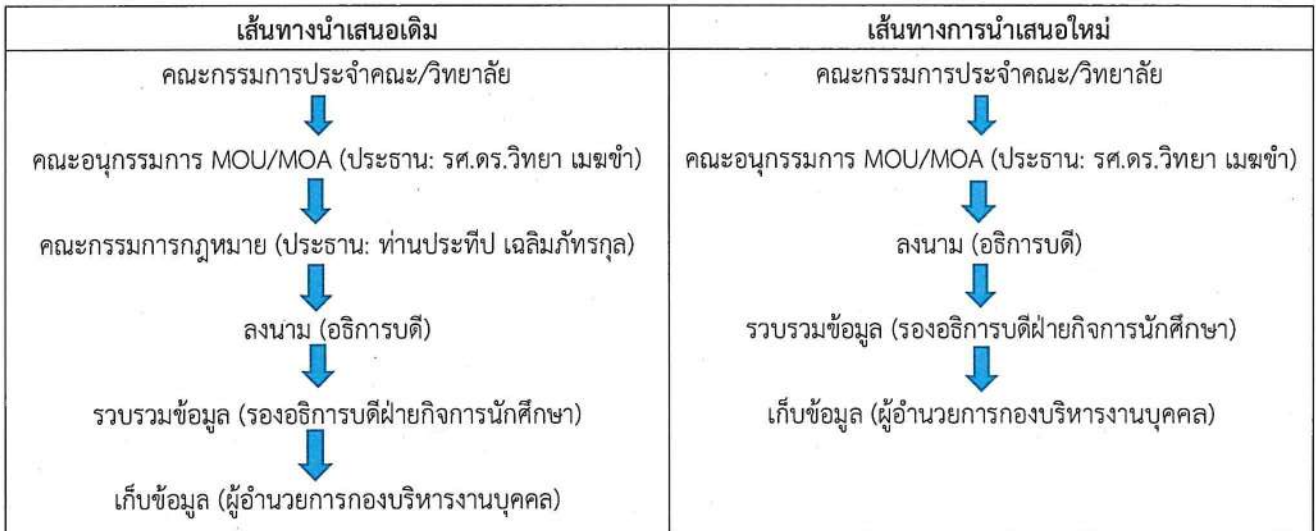 เส้นทางนำเสนอเดิม
คณะกรรมการประจำคณะ/วิทยาลัย
คณะอนุกรรมการ MOU/MOA (ประธาน: รศ.ดร.วิทยา เมฆขำ)
คณะกรรมการกฎหมาย (ประธาน: ท่านประทีป เฉลิมภัทรกุล)
ลงนาม (อธิการบดี)
รวบรวมข้อมูล (รองอธิการบดีฝ่ายกิจการนักศึกษา)
เก็บข้อมูล (ผู้อำนวยการกองบริหารงานบุคคล)
เส้นทางการนำเสนอใหม่
คณะกรรมการประจำคณะ/วิทยาลัย
คณะอนุกรรมการ MOU/MOA (ประธาน: รศ.ดร.วิทยา เมฆขำ)
ลงนาม (อธิการบดี)
รวบรวมข้อมูล (รองอธิการบดีฝ่ายกิจการนักศึกษา)
เก็บข้อมูล (ผู้อำนวยการกองบริหารงานบุคคล)